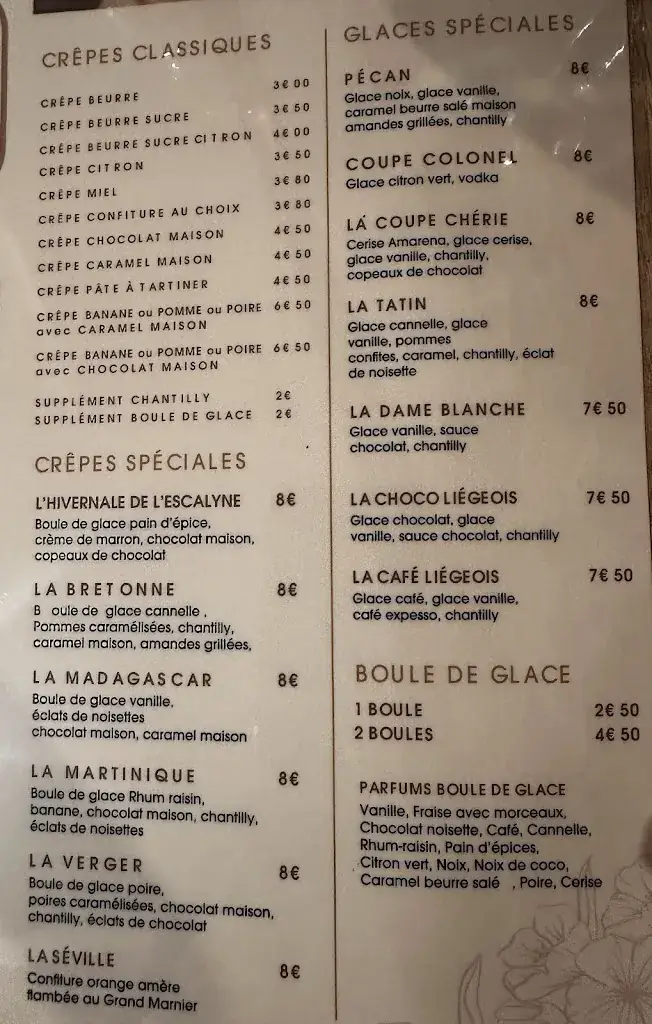 CRÊPES CLASSIQUES
CRÊPE BEURRE 3€00
CRÊPE BEURRE SUCRE 3€50
CRÊPE BEURRE SUCRE CITRON 4€00
CRÊPE CITRON 3€50
CRÊPE MIEL 3€80
CRÊPE CONFITURE AU CHOIX 3€80
CRÊPE CHOCOLAT MAISON 4€50
CRÊPE CARAMEL MAISON 4€50
CRÊPE PÂTE À TARTINER 4€50
CRÊPE BANANE ou POMME ou POIRE 6€50
avec CARAMEL MAISON
CRÊPE BANANE ou POMME ou POIRE 6€50
avec CHOCOLAT MAISON
SUPPLÉMENT CHANTILLY 2€
SUPPLÉMENT BOULE DE GLACE 2€
CRÊPES SPÉCIALES
L'HIVERNALE DE L'ESCALYNE 8€
Boule de glace pain d'épice,
crème de marron, chocolat maison,
copeaux de chocolat
LA BRETONNE 8€
B oule de glace cannelle ,
Pommes caramélisées, chantilly,
caramel maison, amandes grillées,
LA MADAGASCAR 8€
Boule de glace vanille,
éclats de noisettes
chocolat maison, caramel maison
LA MARTINIQUE 8€
Boule de glace Rhum raisin,
banane, chocolat maison, chantilly,
éclats de noisettes
LA VERGER 8€
Boule de glace poire,
poires caramélisées, chocolat maison,
chantilly, éclats de chocolat
LA SÉVILLE 8€
Confiture orange amère
flambée au Grand Marnier
GLACES SPÉCIALES
PÉCAN 8€
Glace noix, glace vanille,
caramel beurre salé maison
amandes grillées, chantilly
COUPE COLONEL 8€
Glace citron vert, vodka
LA COUPE CHÉRIE 8€
Cerise Amarena, glace cerise,
glace vanille, chantilly,
copeaux de chocolat
LA TATIN 8€
Glace cannelle, glace
vanille, pommes
confites, caramel, chantilly, éclat
de noisette
LA DAME BLANCHE 7€50
Glace vanille, sauce
chocolat, chantilly
LA CHOCO LIÉGEOIS 7€50
Glace chocolat, glace
vanille, sauce chocolat, chantilly
LA CAFÉ LIÉGEOIS 7€50
Glace café, glace vanille,
café expesso, chantilly
BOULE DE GLACE
1 BOULE 2€50
2 BOULES 4€50
PARFUMS BOULE DE GLACE
Vanille, Fraise avec morceaux,
Chocolat noisette, Café, Cannelle,
Rhum-raisin, Pain d'épices,
Citron vert, Noix, Noix de coco,
Caramel beurre salé , Poire, Cerise